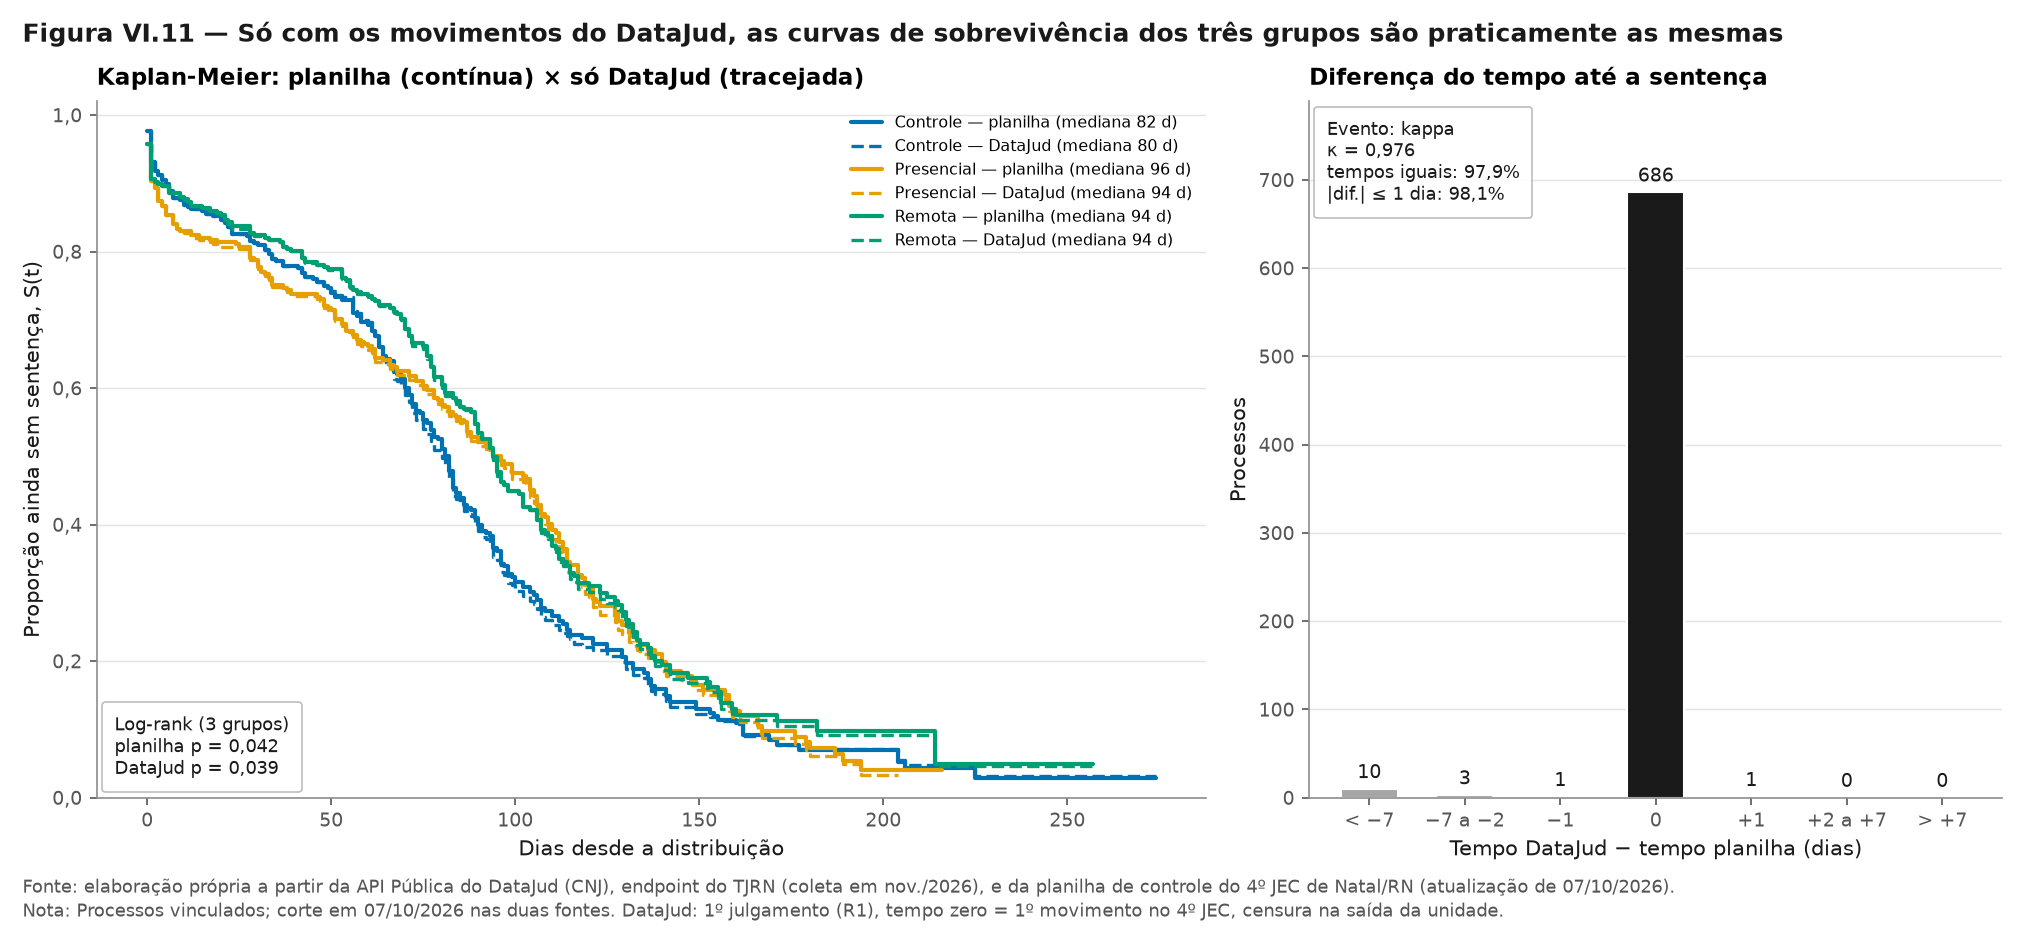 Figura VI.11 — Só com os movimentos do DataJud, as curvas de sobrevivência dos três grupos são praticamente as mesmas
Kaplan-Meier: planilha (contínua) × só DataJud (tracejada)
Proporção ainda sem sentença, S(t)
1,0
0,8
0,6
0,4
0,2
0,0
Controle — planilha (mediana 82 d)
Controle — DataJud (mediana 80 d)
Presencial — planilha (mediana 96 d)
Presencial — DataJud (mediana 94 d)
Remota — planilha (mediana 94 d)
Remota — DataJud (mediana 94 d)
Log-rank (3 grupos)
planilha p = 0,042
DataJud p = 0,039
0 50 100 150 200 250
Dias desde a distribuição
Diferença do tempo até a sentença
Processos
700
600
500
400
300
200
100
0
Evento: kappa
κ = 0,976
tempos iguais: 97,9%
|dif.| ≤ 1 dia: 98,1%
10 3 1 686 1 0 0
< −7 −7 a −2 −1 0 +1 +2 a +7 > +7
Tempo DataJud − tempo planilha (dias)
Fonte: elaboração própria a partir da API Pública do DataJud (CNJ), endpoint do TJRN (coleta em nov./2026), e da planilha de controle do 4º JEC de Natal/RN (atualização de 07/10/2026).
Nota: Processos vinculados; corte em 07/10/2026 nas duas fontes. DataJud: 1º julgamento (R1), tempo zero = 1º movimento no 4º JEC, censura na saída da unidade.